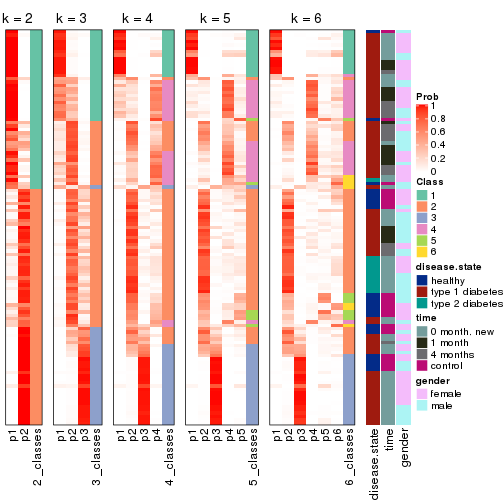 k = 2 k = 3 k = 4 k = 5 k = 6
Prob
1
0.8
0.6
0.4
0.2
0
Class
1
2
3
4
5
6
disease.state
healthy
type 1 diabetes
type 2 diabetes
time
0 month. new
1 month
4 months
control
gender
female
male
p1 p2 2_classes p1 p2 p3 3_classes p1 p2 p3 p4 4_classes p1 p2 p3 p4 p5 5_classes p1 p2 p3 p4 p5 p6 6_classes disease.state time gender